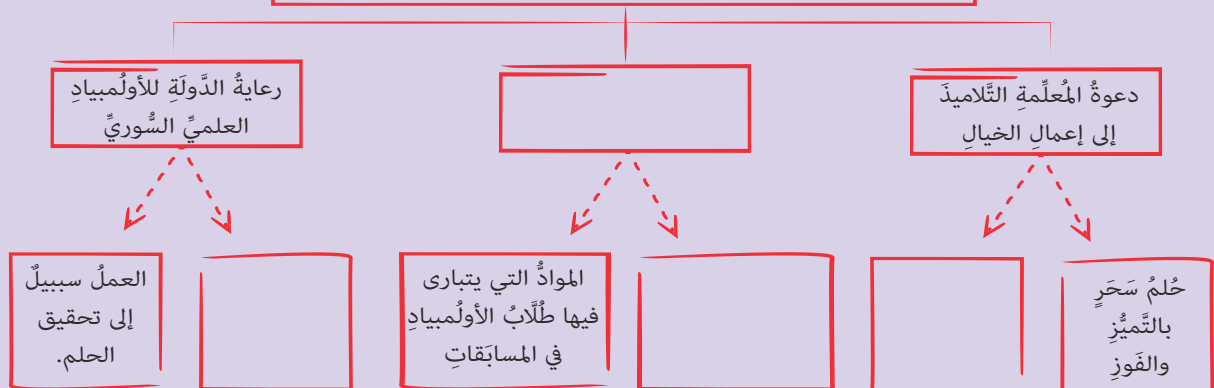 دعوةُ المُعلِّمةِ التَّلاميذَ
إلى إعمالِ الخيالِ
رعايةُ الدَّولَةِ للأولُمبيادِ
العلميِّ السُّوريِّ
حُلمُ سَحَرٍ
بالتَّميُّزِ
والفَوزِ
الموادُّ التي يتبارى
فيها طُلَّابُ الأولُمبيادِ
في المسابَقاتِ
العملُ سببيلٌ
إلى تحقيق
الحلم.